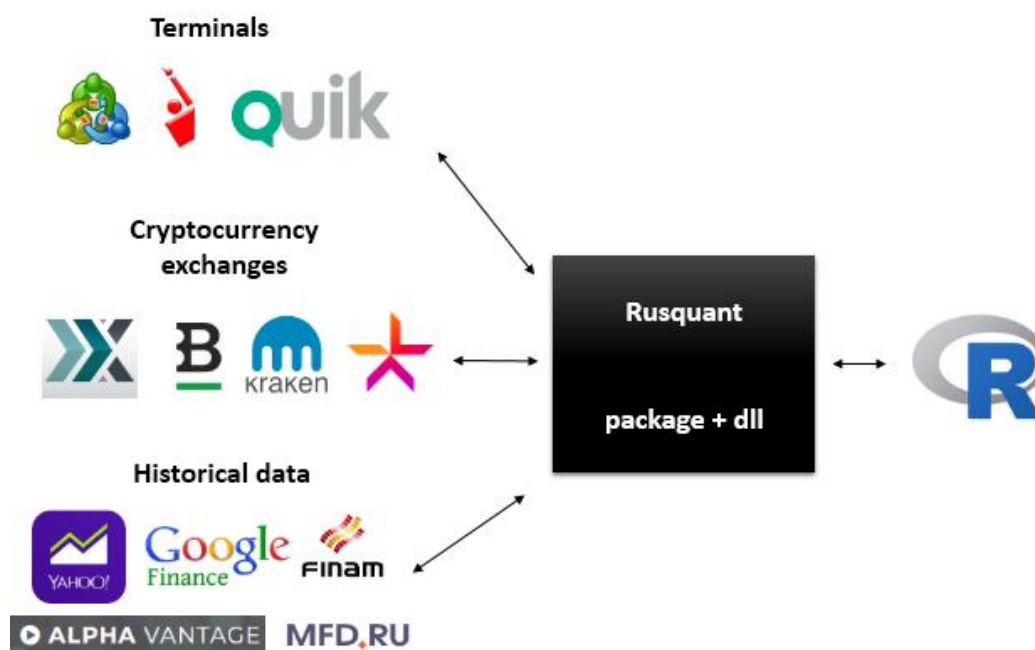 Terminals
QUIK
Cryptocurrency
exchanges
B
kraken
Historical data
YAHOO!
Google
Finance
FINAM
ALPHA VANTAGE
MFD.RU
Rusquant
package + dll
R